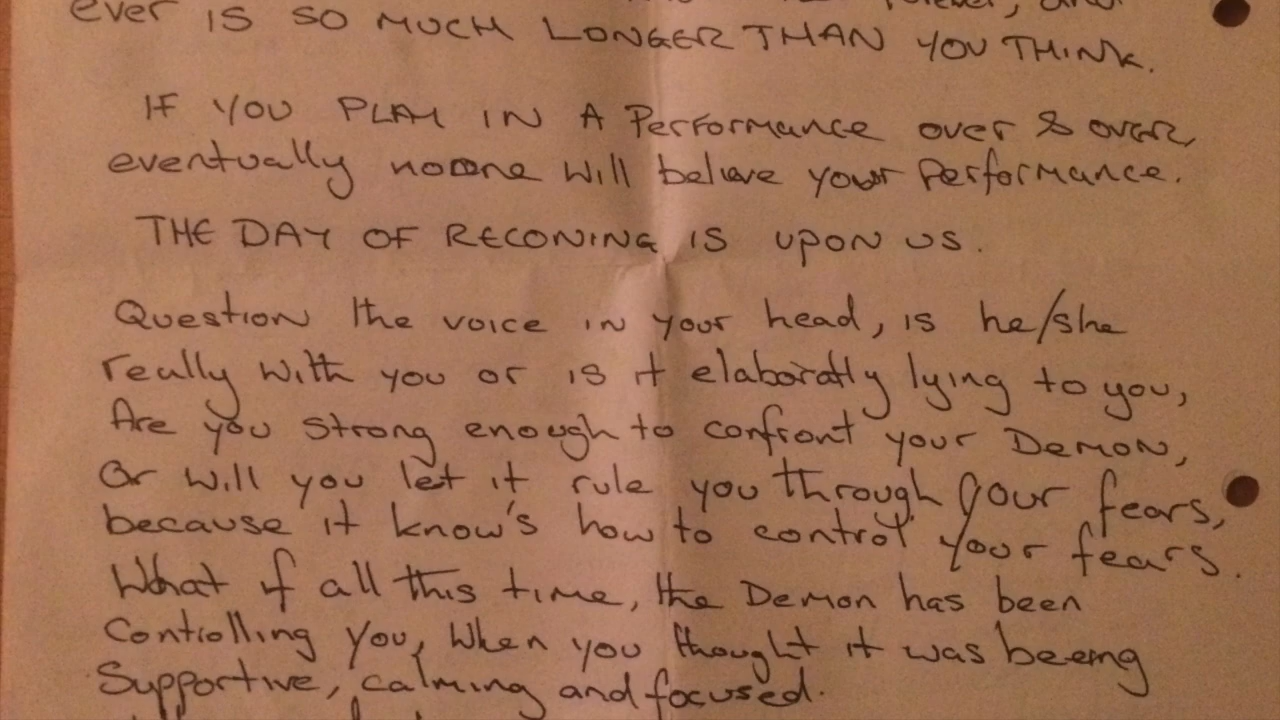 ever IS SO MUCH LONGER THAN YOU THINK.
IF YOU PLAY IN A Performance over & over,
eventually noone will believe your Performance.
THE DAY OF RECONING IS UPON US.
Question the voice in your head, is he/she
really with you or is it elaboratly lying to you,
Are you strong enough to confront your Demon,
Or will you let it rule you through your fears,
because it know's how to control your fears.
What if all this time, the Demon has been
Controlling you, When you thought it was beeing
Supportive, calming and focused.